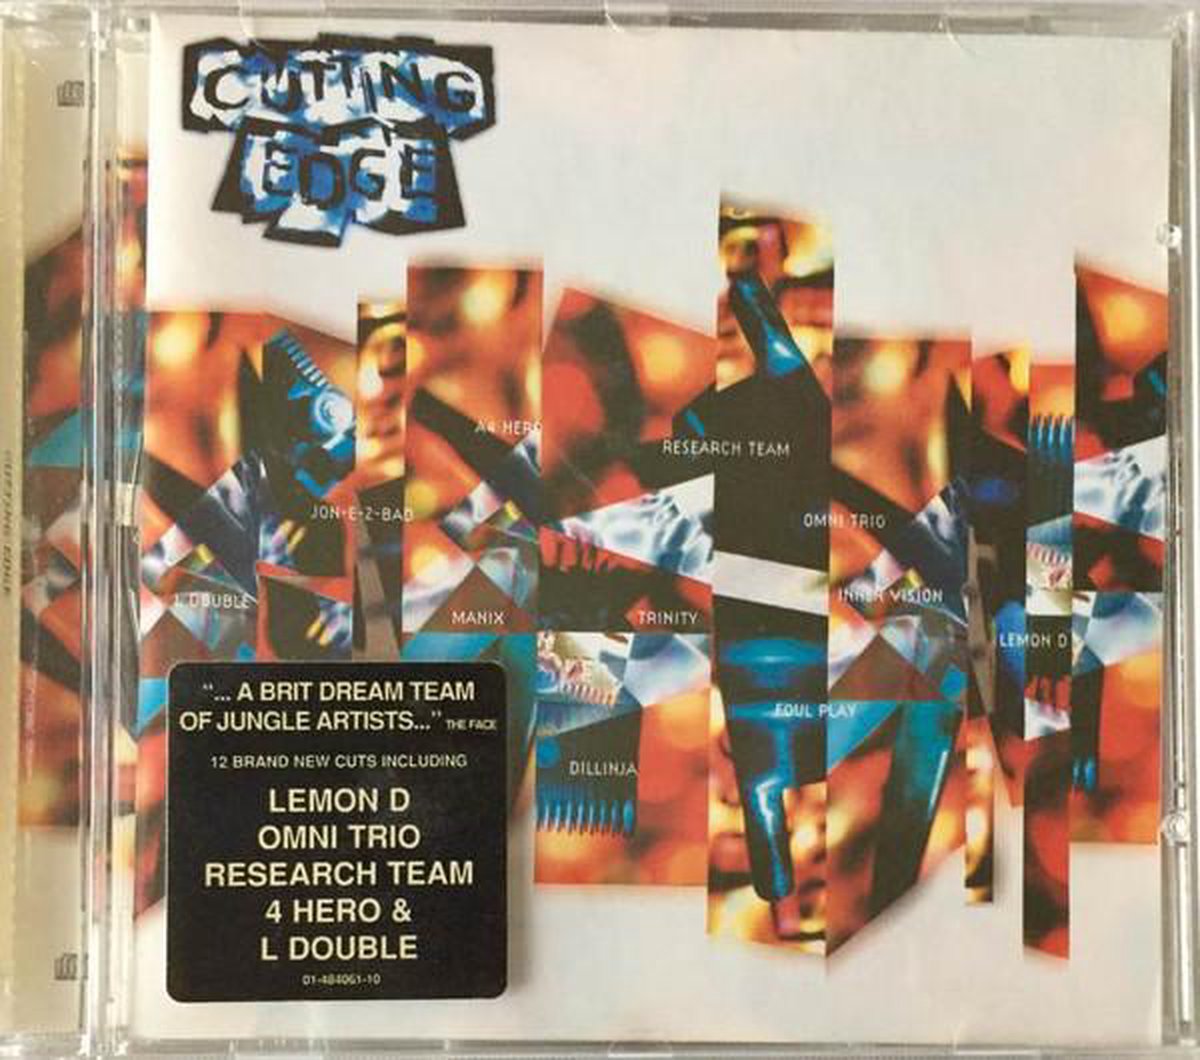 CUTTING
EDGE
A4 HERO
RESEARCH TEAM
JON-E-2-BAD
OMNI TRIO
L DOUBLE
INNER VISION
MANIX
TRINITY
LEMON D
FOUL PLAY
DILLINJA
"... A BRIT DREAM TEAM
OF JUNGLE ARTISTS..." THE FACE
12 BRAND NEW CUTS INCLUDING
LEMON D
OMNI TRIO
RESEARCH TEAM
4 HERO &
L DOUBLE
01-484061-10